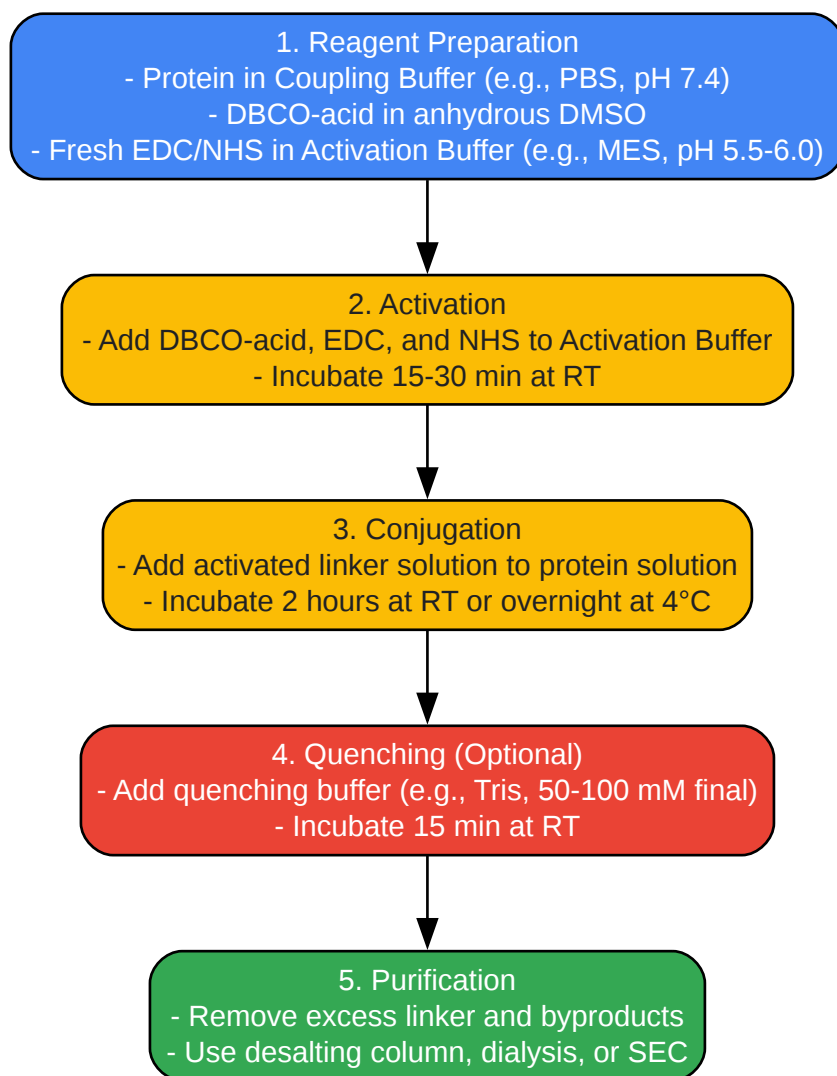 1. Reagent Preparation
- Protein in Coupling Buffer (e.g., PBS, pH 7.4)
- DBCO-acid in anhydrous DMSO
- Fresh EDC/NHS in Activation Buffer (e.g., MES, pH 5.5-6.0)
2. Activation
- Add DBCO-acid, EDC, and NHS to Activation Buffer
- Incubate 15-30 min at RT
3. Conjugation
- Add activated linker solution to protein solution
- Incubate 2 hours at RT or overnight at 4°C
4. Quenching (Optional)
- Add quenching buffer (e.g., Tris, 50-100 mM final)
- Incubate 15 min at RT
5. Purification
- Remove excess linker and byproducts
- Use desalting column, dialysis, or SEC